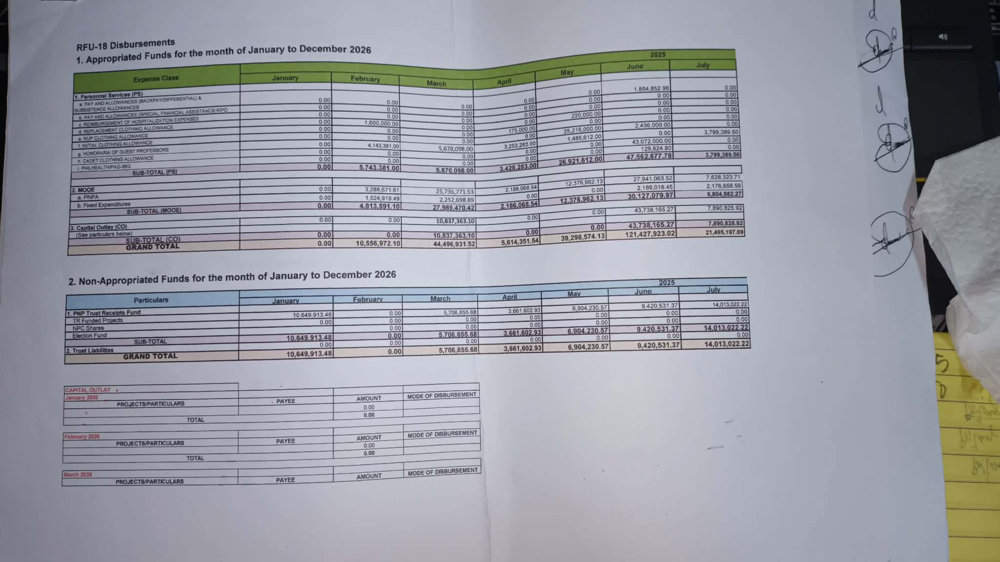 RFU-18 Disbursements
1. Appropriated Funds for the month of January to December 2026
2025
Expense Class January February March April May June July
1. Personnel Services (PS)
a. PAY AND ALLOWANCES (BACKPAY/DIFFERENTIAL) &
SUBSISTENCE ALLOWANCES 0.00 0.00 0.00 0.00 0.00 1,864,852.98 0.00
b. PAY AND ALLOWANCES (SPECIAL FINANCIAL ASSISTANCE-KIPO 0.00 0.00 0.00 0.00 0.00 0.00 0.00
c. REIMBURSEMENT OF HOSPITALIZATION EXPENSES 0.00 0.00 0.00 0.00 0.00 0.00 0.00
d. REPLACEMENT CLOTHING ALLOWANCE 0.00 1,600,000.00 0.00 0.00 220,000.00 0.00 0.00
e. NUP CLOTHING ALLOWANCE 0.00 0.00 0.00 175,000.00 0.00 0.00 0.00
f. INITIAL CLOTHING ALLOWANCE 0.00 0.00 0.00 0.00 25,216,000.00 2,496,000.00 0.00
g. HONORARIA OF GUEST PROFESSORS 0.00 4,143,381.00 5,670,098.00 3,253,283.00 1,485,612.00 0.00 3,799,369.50
h. CADET CLOTHING ALLOWANCE 0.00 0.00 0.00 0.00 0.00 43,072,000.00 0.00
i. PHILHEALTH/PAG-IBIG 0.00 0.00 0.00 0.00 0.00 129,824.80 0.00
SUB-TOTAL (PS) 0.00 5,743,381.00 5,670,098.00 3,428,283.00 26,921,612.00 47,562,677.78 3,799,369.50
2. MOOE
a. PNPA 0.00 3,288,671.61 25,736,771.53 2,186,068.54 12,376,962.13 27,941,063.52 7,628,323.71
b. Fixed Expenditures 0.00 1,524,919.49 2,252,698.89 0.00 0.00 2,186,016.45 2,176,658.56
SUB-TOTAL (MOOE) 0.00 4,813,591.10 27,989,470.42 2,186,068.54 12,376,962.13 30,127,079.97 9,804,982.27
3. Capital Outlay (CO) 0.00 0.00 10,837,363.10 0.00 0.00 43,738,165.27 7,890,825.92
(See particulars below)
SUB-TOTAL (CO) 0.00 0.00 10,837,363.10 0.00 0.00 43,738,165.27 7,890,825.92
GRAND TOTAL 0.00 10,556,972.10 44,496,931.52 5,614,351.54 39,298,574.13 121,427,923.02 21,495,197.69
2. Non-Appropriated Funds for the month of January to December 2026
2025
Particulars January February March April May June July
1. PNP Trust Receipts Fund
TR Funded Projects 10,649,913.48 0.00 5,706,855.68 3,661,602.93 6,904,230.57 9,420,531.37 14,013,022.22
NPC Shares 0.00 0.00 0.00 0.00 0.00 0.00 0.00
Election Fund 0.00 0.00 0.00 0.00 0.00 0.00
SUB-TOTAL 10,649,913.48 0.00 5,706,855.68 3,661,602.93 6,904,230.57 9,420,531.37 14,013,022.22
2. Trust Liabilities 0.00 0.00 0.00 0.00 0.00 0.00 0.00
GRAND TOTAL 10,649,913.48 0.00 5,706,855.68 3,661,602.93 6,904,230.57 9,420,531.37 14,013,022.22
CAPITAL OUTLAY
January 2026
PROJECTS/PARTICULARS PAYEE AMOUNT MODE OF DISBURSEMENT
0.00
TOTAL 0.00
February 2026
PROJECTS/PARTICULARS PAYEE AMOUNT MODE OF DISBURSEMENT
0.00
TOTAL 0.00
March 2026
PROJECTS/PARTICULARS PAYEE AMOUNT MODE OF DISBURSEMENT